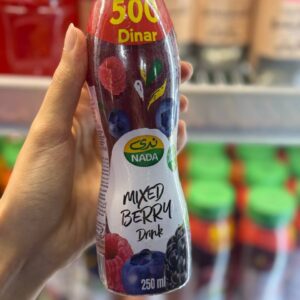 500
Dinar
ندى
NADA
MIXED
BERRY
Drink
250 ml